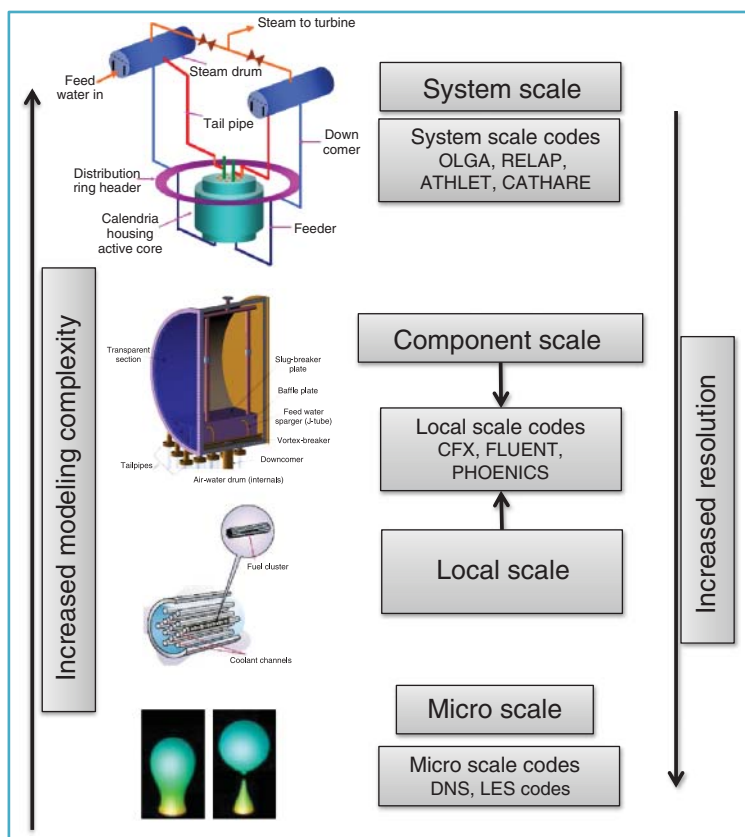 Steam to turbine
Steam drum
Feed
water in
Tail pipe
Down
comer
Distribution
ring header
Calendria
housing
active core
Feeder
System scale
System scale codes
OLGA, RELAP,
ATHLET, CATHARE
Increased modeling complexity
Transparent
section
Slug-breaker
plate
Baffle plate
Feed water
sparger (J-tube)
Vortex-breaker
Tailpipes
Downcomer
Air-water drum (internals)
Component scale
Local scale codes
CFX, FLUENT,
PHOENICS
Local scale
Increased resolution
Fuel cluster
Coolant channels
Micro scale
Micro scale codes
DNS, LES codes